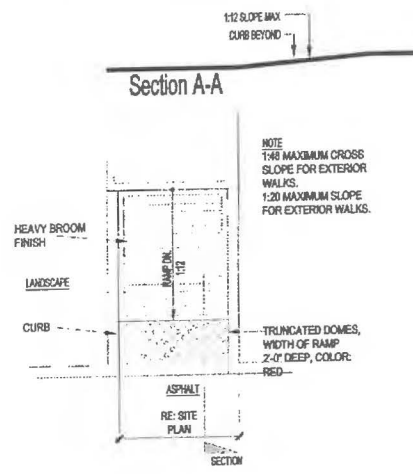 1:12 SLOPE MAX
CURB BEYOND
Section A-A
NOTE
1:48 MAXIMUM CROSS
SLOPE FOR EXTERIOR
WALKS.
1:20 MAXIMUM SLOPE
FOR EXTERIOR WALKS.
HEAVY BROOM
FINISH
RAMP DN.
1:12
LANDSCAPE
CURB
TRUNCATED DOMES,
WIDTH OF RAMP
2'-0" DEEP, COLOR:
RED
ASPHALT
RE: SITE
PLAN
SECTION